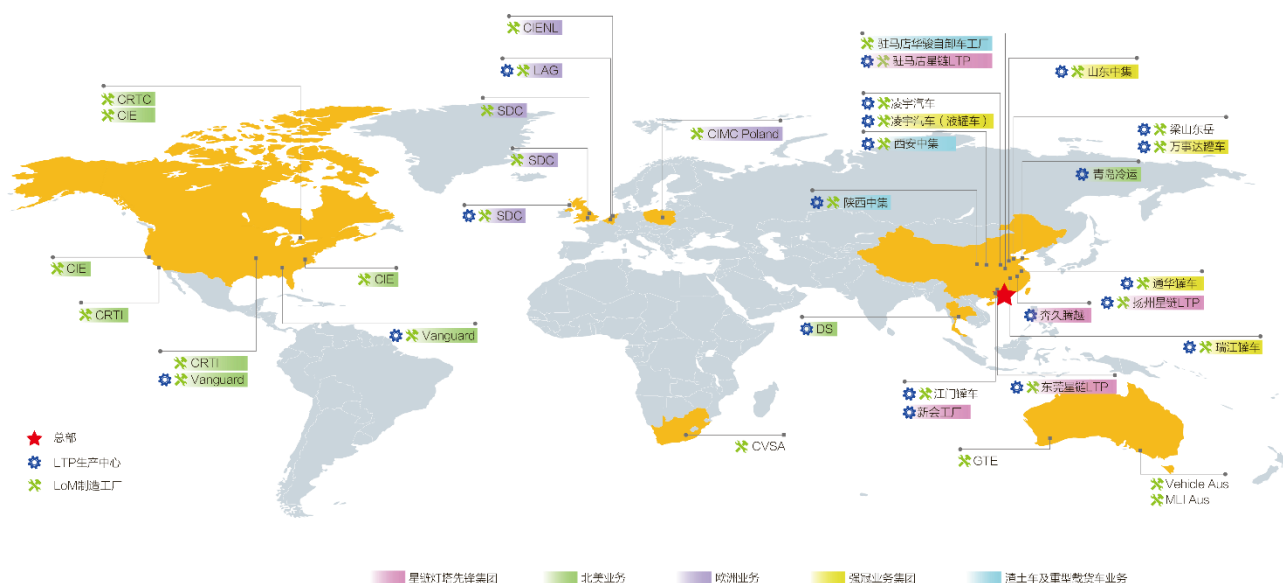 CIENL
LAG
SDC
SDC
SDC
CIMC Poland
CRTC
CIE
CIE
CRTI
CIE
Vanguard
CRTI
Vanguard
驻马店华骏自卸车工厂
驻马店星链LTP
山东中集
凌宇汽车
凌宇汽车（液罐车）
西安中集
梁山东岳
万事达罐车
青岛冷运
陕西中集
通华罐车
扬州星链LTP
乔久腾越
瑞江罐车
DS
江门罐车
新会工厂
东莞星链LTP
CVSA
GTE
Vehicle Aus
MLI Aus
总部
LTP生产中心
LoM制造工厂
星链灯塔先锋集团
北美业务
欧洲业务
强冠业务集团
渣土车及重型载货车业务